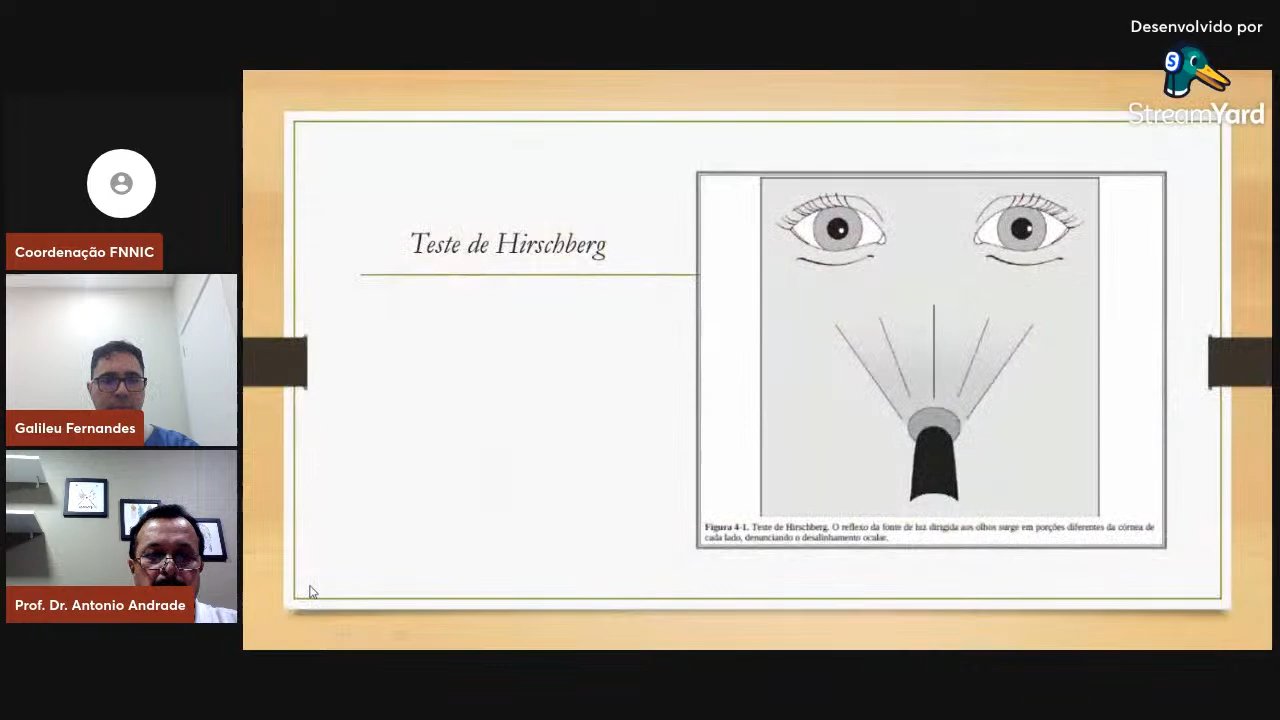 Desenvolvido por
StreamYard
Coordenação FNNIC
Galileu Fernandes
Prof. Dr. Antonio Andrade
Teste de Hirschberg
Figura 4-1. Teste de Hirschberg. O reflexo da fonte de luz dirigida aos olhos surge em porções diferentes da córnea de
cada lado, denunciando o desalinhamento ocular.